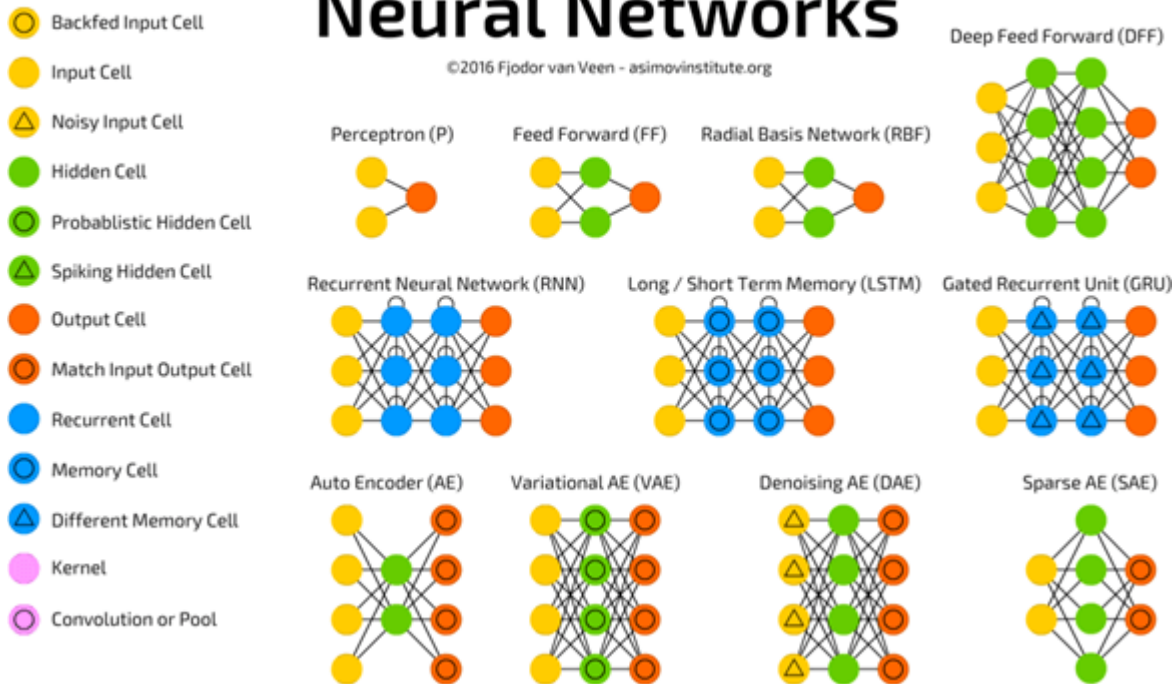 Neural Networks
©2016 Fjodor van Veen - asimovinstitute.org
Backfed Input Cell
Input Cell
Noisy Input Cell
Hidden Cell
Probablistic Hidden Cell
Spiking Hidden Cell
Output Cell
Match Input Output Cell
Recurrent Cell
Memory Cell
Different Memory Cell
Kernel
Convolution or Pool
Deep Feed Forward (DFF)
Perceptron (P)
Feed Forward (FF)
Radial Basis Network (RBF)
Recurrent Neural Network (RNN)
Long / Short Term Memory (LSTM)
Gated Recurrent Unit (GRU)
Auto Encoder (AE)
Variational AE (VAE)
Denoising AE (DAE)
Sparse AE (SAE)